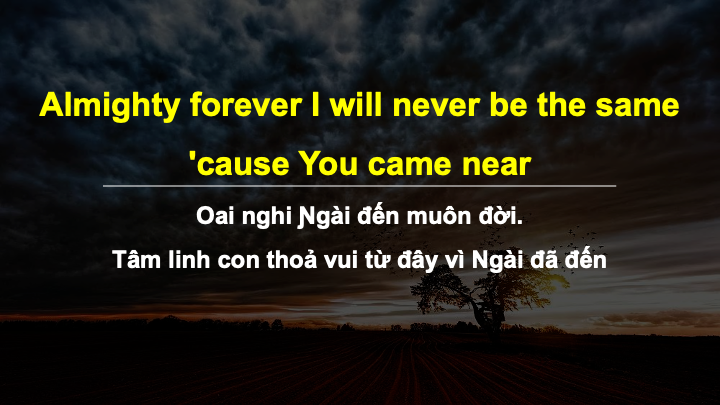 Almighty forever I will never be the same
'cause You came near
Oai nghi Ɲgài đến muôn đời.
Tâm linh con thoả vui từ đây vì Ngài đã đến